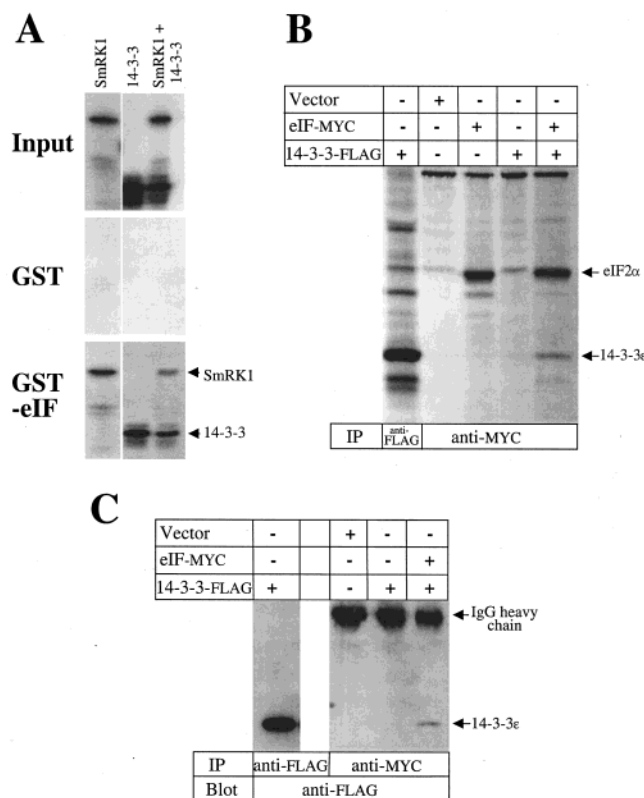 A
SmRK1
14-3-3
SmRK1 +
14-3-3
Input
GST
GST
-eIF
SmRK1
14-3-3
B
Vector - + - - -
eIF-MYC - - + - +
14-3-3-FLAG + - - + +
eIF2α
14-3-3ε
IP anti-FLAG anti-MYC
C
Vector - + - -
eIF-MYC - - - +
14-3-3-FLAG + - + +
IgG heavy
chain
14-3-3ε
IP anti-FLAG anti-MYC
Blot anti-FLAG